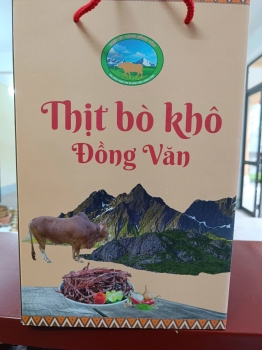 Thịt bò khô
Đồng Văn